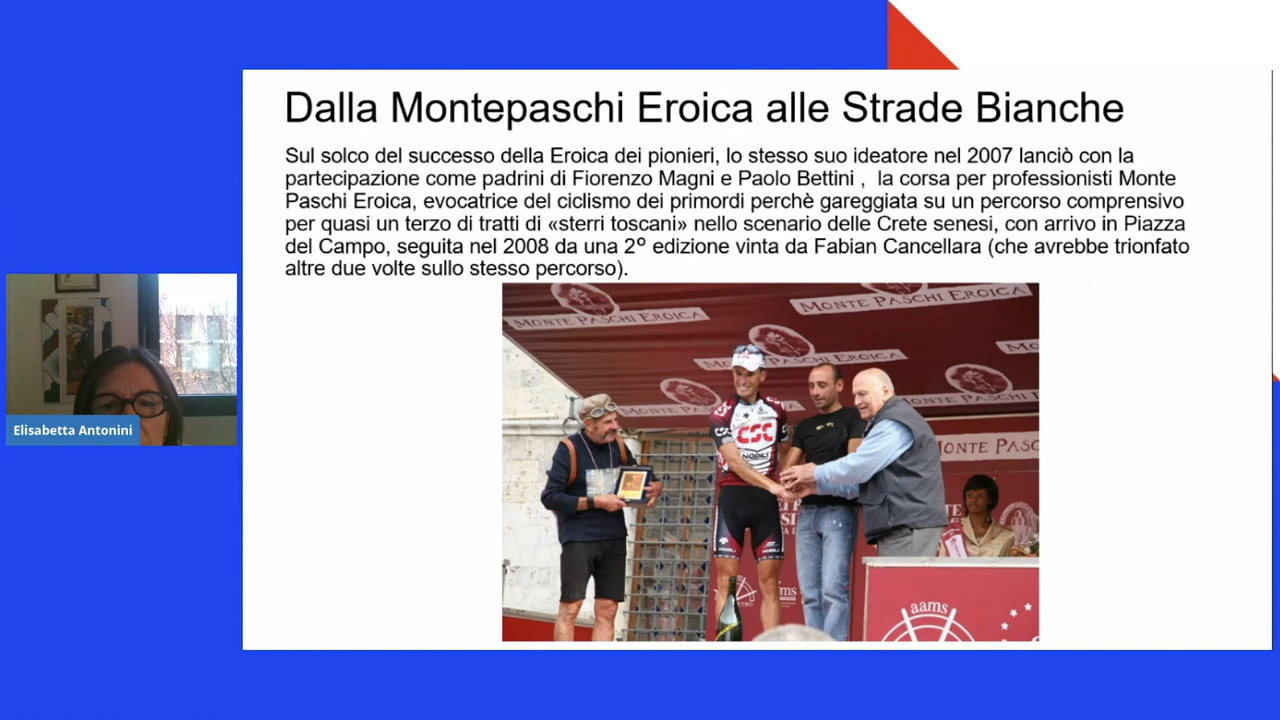 Dalla Montepaschi Eroica alle Strade Bianche
Sul solco del successo della Eroica dei pionieri, lo stesso suo ideatore nel 2007 lanciò con la
partecipazione come padrini di Fiorenzo Magni e Paolo Bettini , la corsa per professionisti Monte
Paschi Eroica, evocatrice del ciclismo dei primordi perchè gareggiata su un percorso comprensivo
per quasi un terzo di tratti di «sterri toscani» nello scenario delle Crete senesi, con arrivo in Piazza
del Campo, seguita nel 2008 da una 2º edizione vinta da Fabian Cancellara (che avrebbe trionfato
altre due volte sullo stesso percorso).
MONTE PASCHI EROICA
MONTE PASCHI EROICA
MONTE PASCHI EROICA
MONTE PASCHI
MONTE PASC
CSC
CSC
NOBILI
aams
aams
Elisabetta Antonini